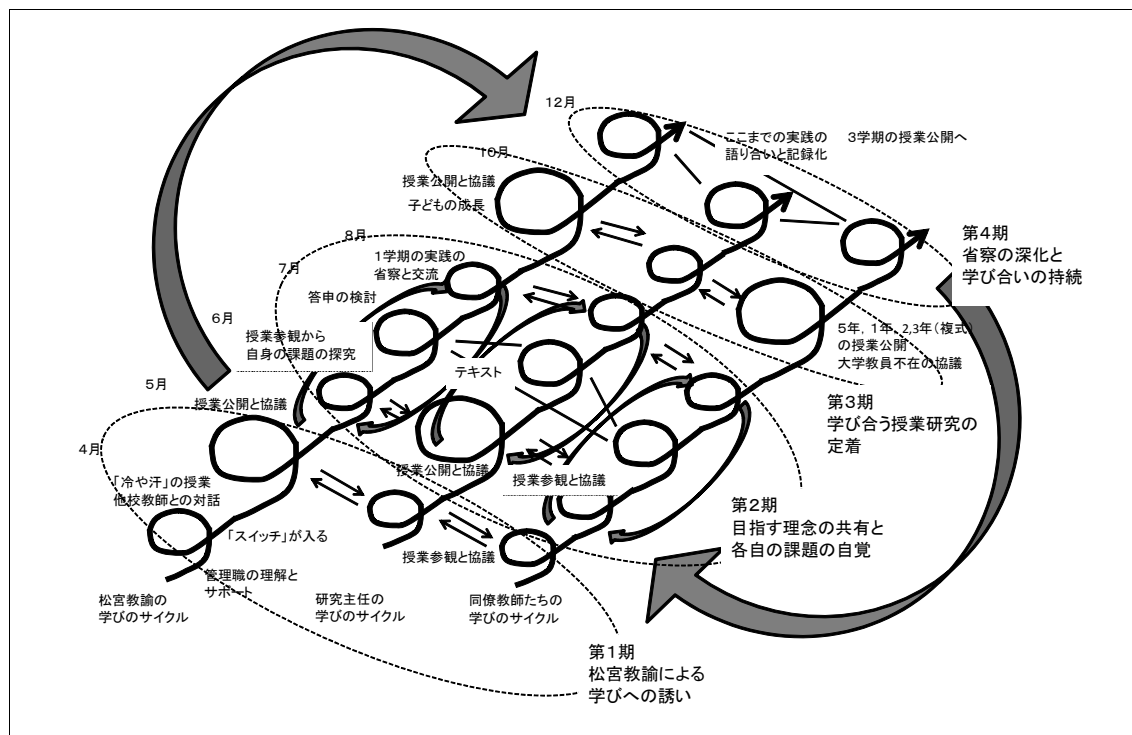 12月
ここまでの実践の 3学期の授業公開へ
語り合いと記録化
10月
授業公開と協議
子どもの成長
8月
1学期の実践の
省察と交流
7月
答申の検討
6月
授業参観から
自身の課題の探究
テキスト
5月
授業公開と協議
4月
「冷や汗」の授業
他校教師との対話
「スイッチ」が入る
管理職の理解と
サポート
授業公開と協議
授業参観と協議
授業参観と協議
松宮教諭の
学びのサイクル
研究主任の
学びのサイクル
同僚教師たちの
学びのサイクル
第4期
省察の深化と
学び合いの持続
5年，1年，2,3年（複式）
の授業公開
大学教員不在の協議
第3期
学び合う授業研究の
定着
第2期
目指す理念の共有と
各自の課題の自覚
第1期
松宮教諭による
学びへの誘い